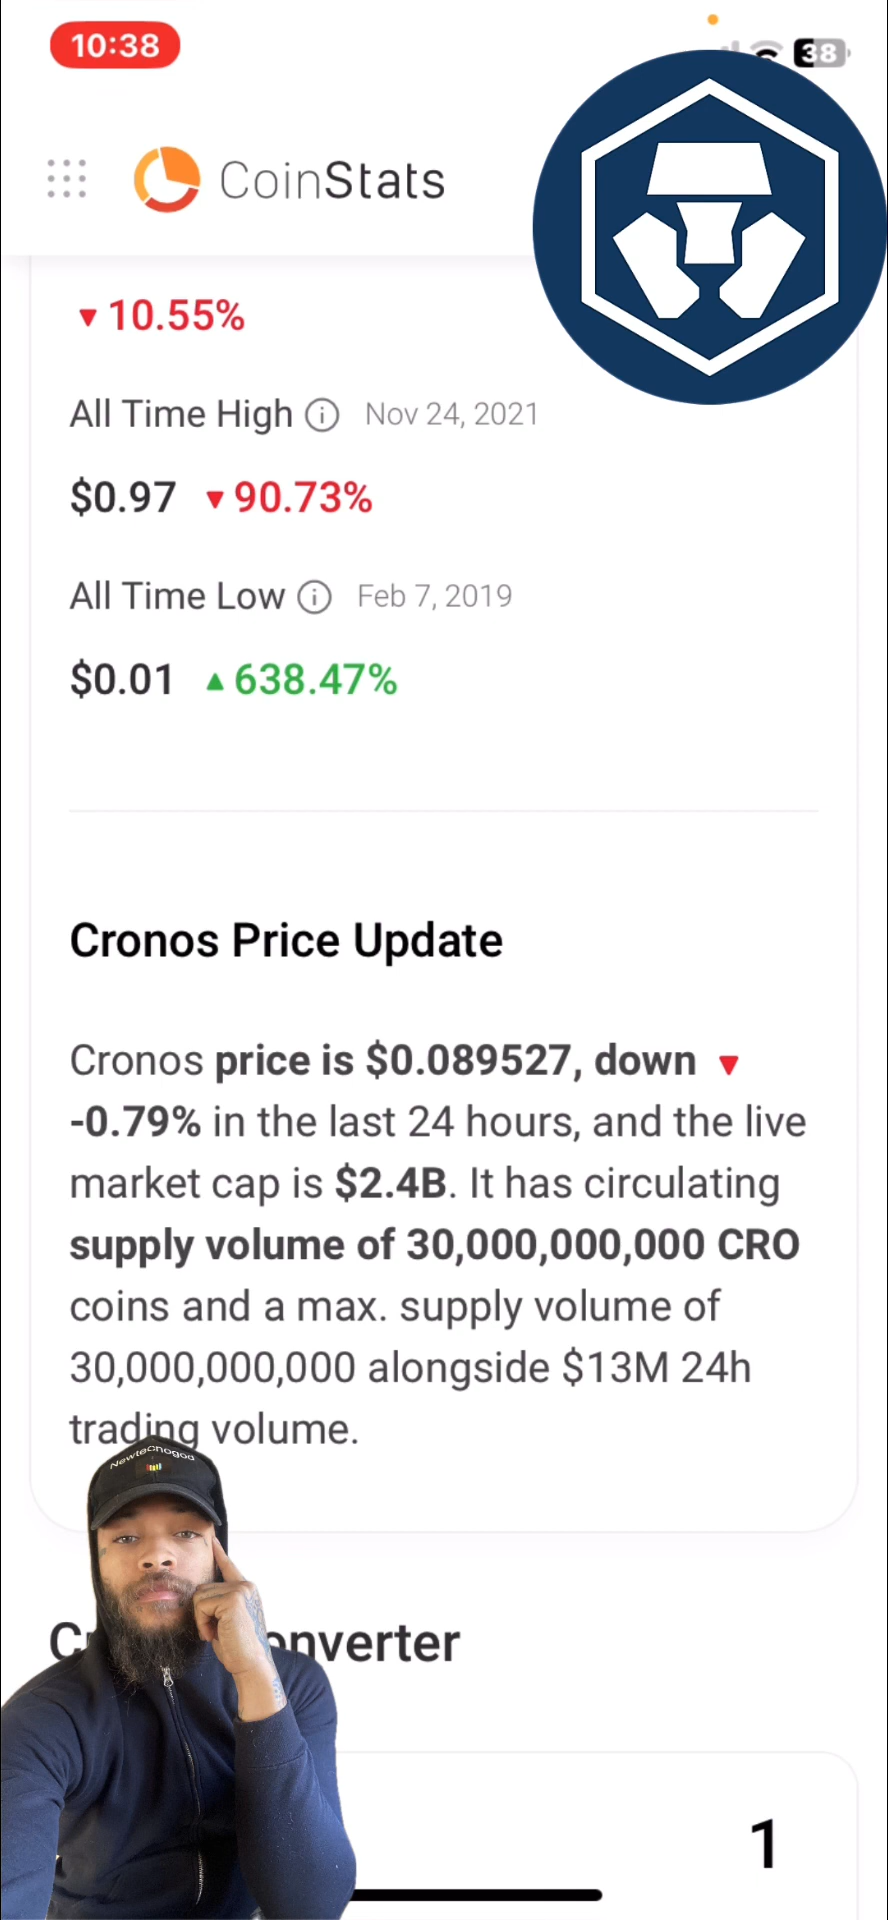 10:38
38
CoinStats
▼ 10.55%
All Time High ⓘ Nov 24, 2021
$0.97 ▼ 90.73%
All Time Low ⓘ Feb 7, 2019
$0.01 ▲ 638.47%
Cronos Price Update
Cronos price is $0.089527, down ▼
-0.79% in the last 24 hours, and the live
market cap is $2.4B. It has circulating
supply volume of 30,000,000,000 CRO
coins and a max. supply volume of
30,000,000,000 alongside $13M 24h
trading volume.
Newtechogod
1